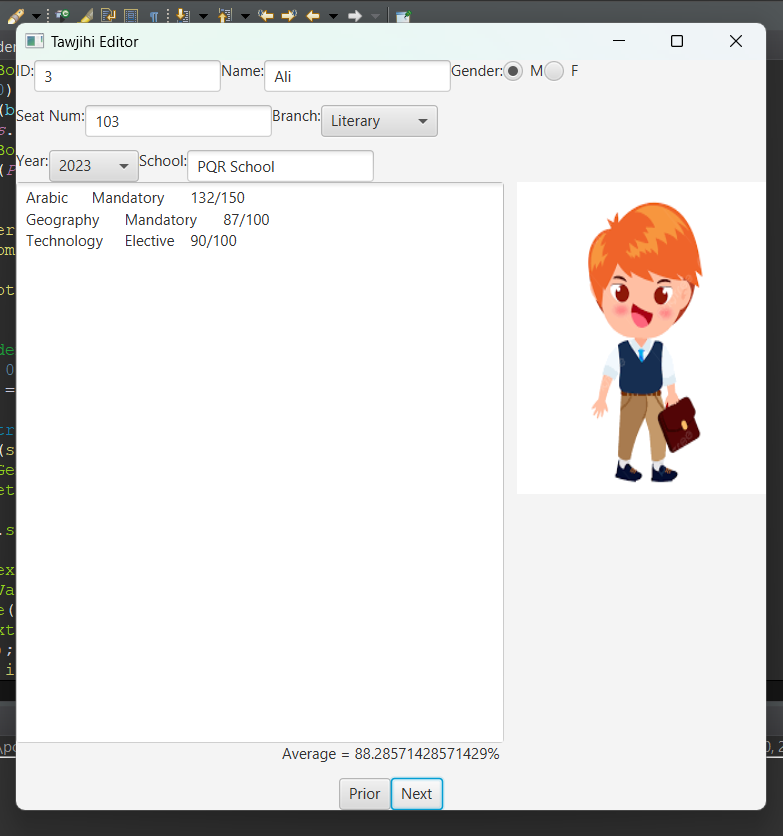 Tawjihi Editor
ID: 3 Name: Ali Gender: M F
Seat Num: 103 Branch: Literary
Year: 2023 School: PQR School
Arabic Mandatory 132/150
Geography Mandatory 87/100
Technology Elective 90/100
Average = 88.28571428571429%
Prior Next